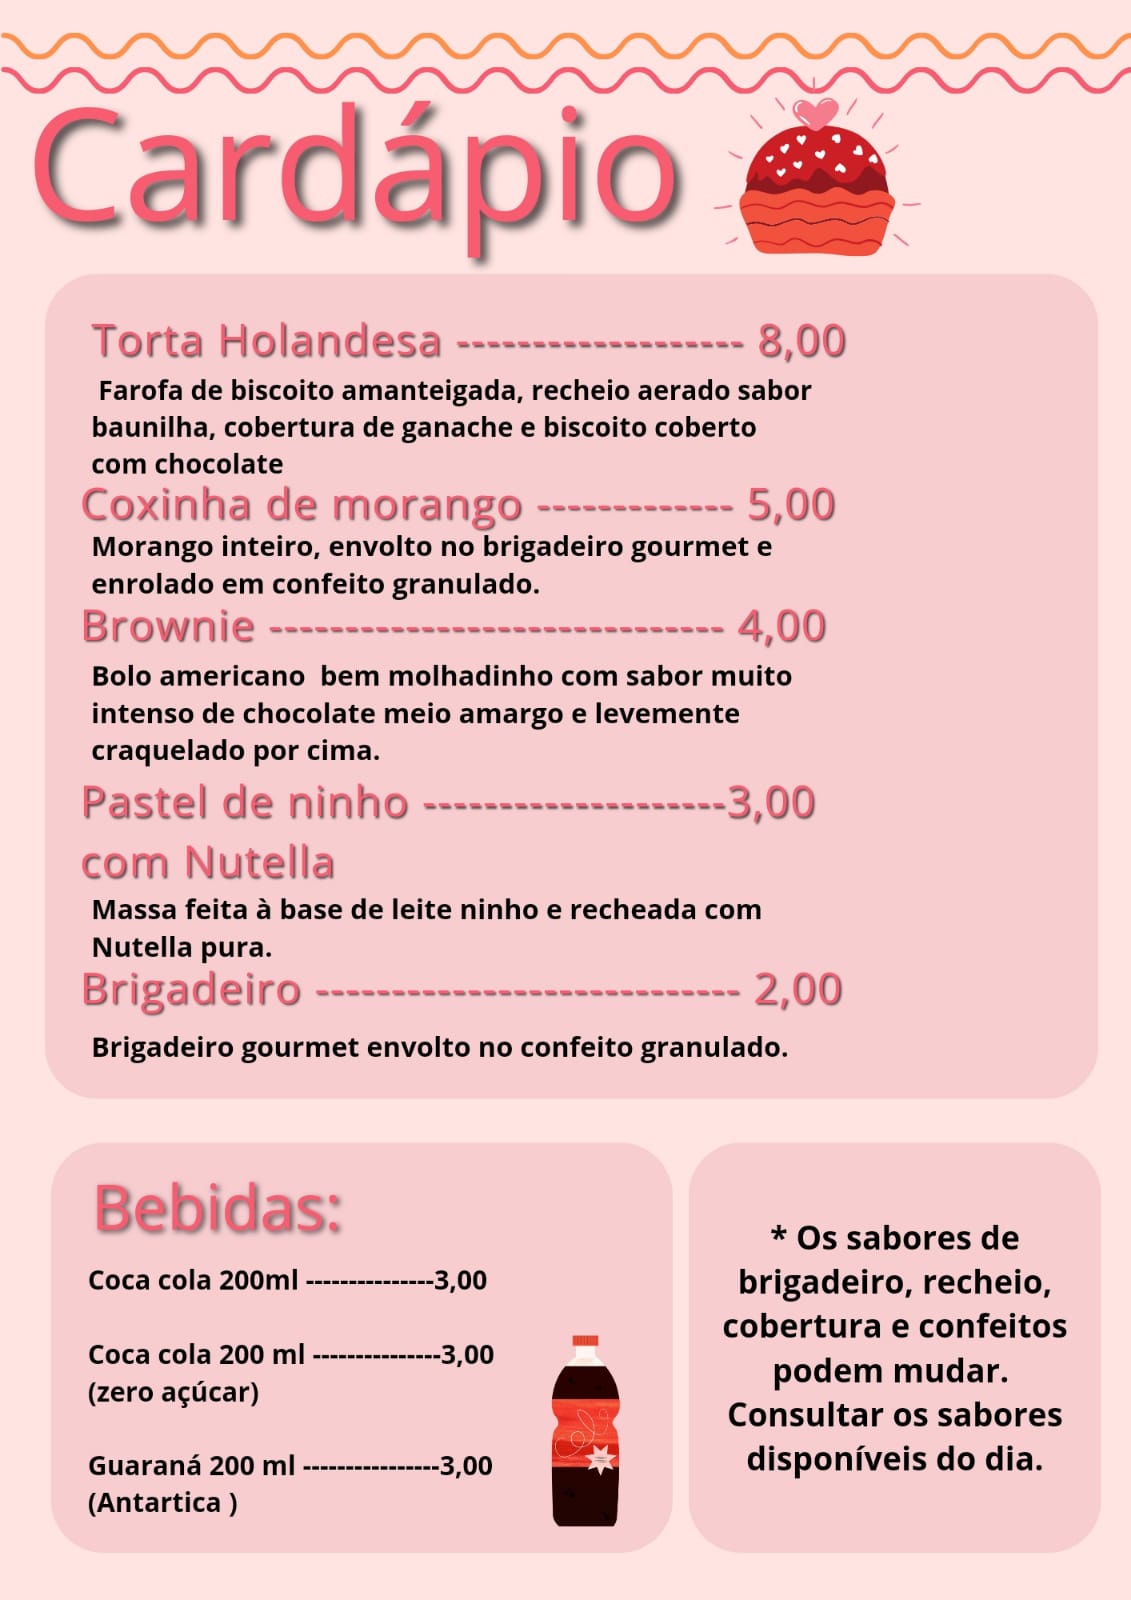 Cardápio
Torta Holandesa ------------------- 8,00
Farofa de biscoito amanteigada, recheio aerado sabor
baunilha, cobertura de ganache e biscoito coberto
com chocolate
Coxinha de morango ------------- 5,00
Morango inteiro, envolto no brigadeiro gourmet e
enrolado em confeito granulado.
Brownie ------------------------------ 4,00
Bolo americano  bem molhadinho com sabor muito
intenso de chocolate meio amargo e levemente
craquelado por cima.
Pastel de ninho --------------------3,00
com Nutella
Massa feita à base de leite ninho e recheada com
Nutella pura.
Brigadeiro ---------------------------- 2,00
Brigadeiro gourmet envolto no confeito granulado.
Bebidas:
Coca cola 200ml ---------------3,00
Coca cola 200 ml ---------------3,00
(zero açúcar)
Guaraná 200 ml ----------------3,00
(Antartica )
* Os sabores de
brigadeiro, recheio,
cobertura e confeitos
podem mudar.
Consultar os sabores
disponíveis do dia.